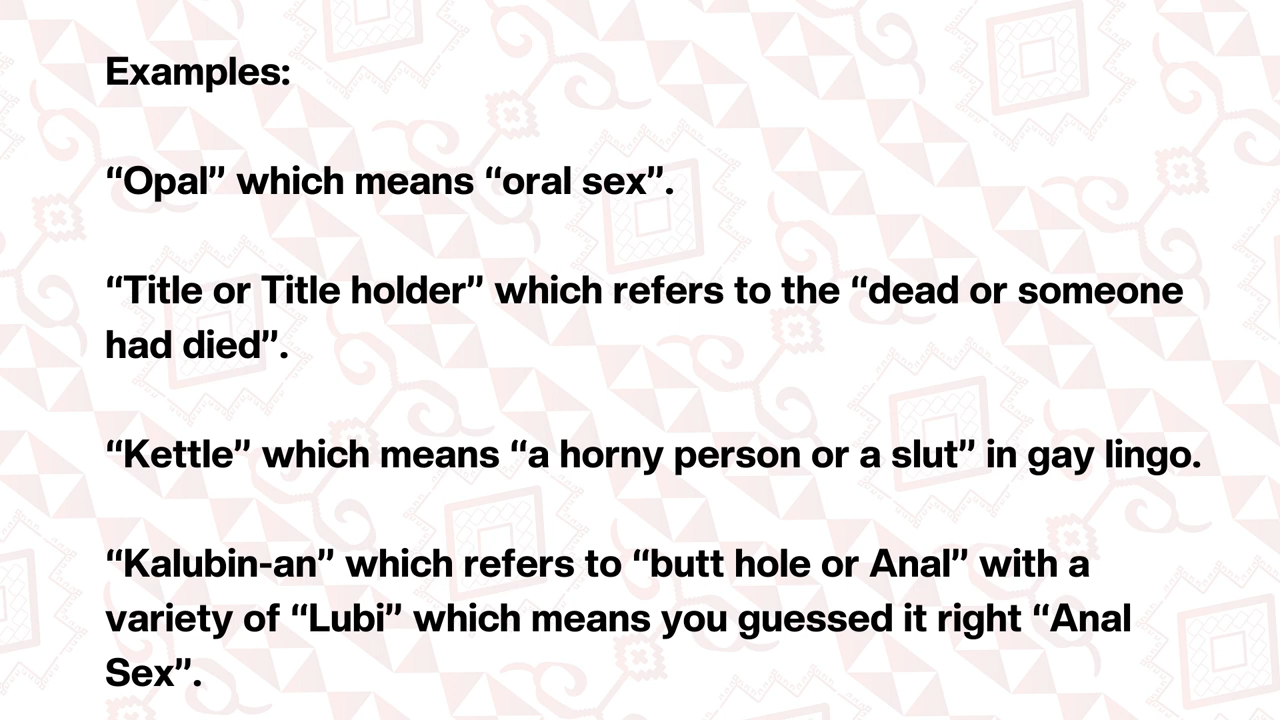 Examples:
“Opal” which means “oral sex”.
“Title or Title holder” which refers to the “dead or someone
had died”.
“Kettle” which means “a horny person or a slut” in gay lingo.
“Kalubin-an” which refers to “butt hole or Anal” with a
variety of “Lubi” which means you guessed it right “Anal
Sex”.